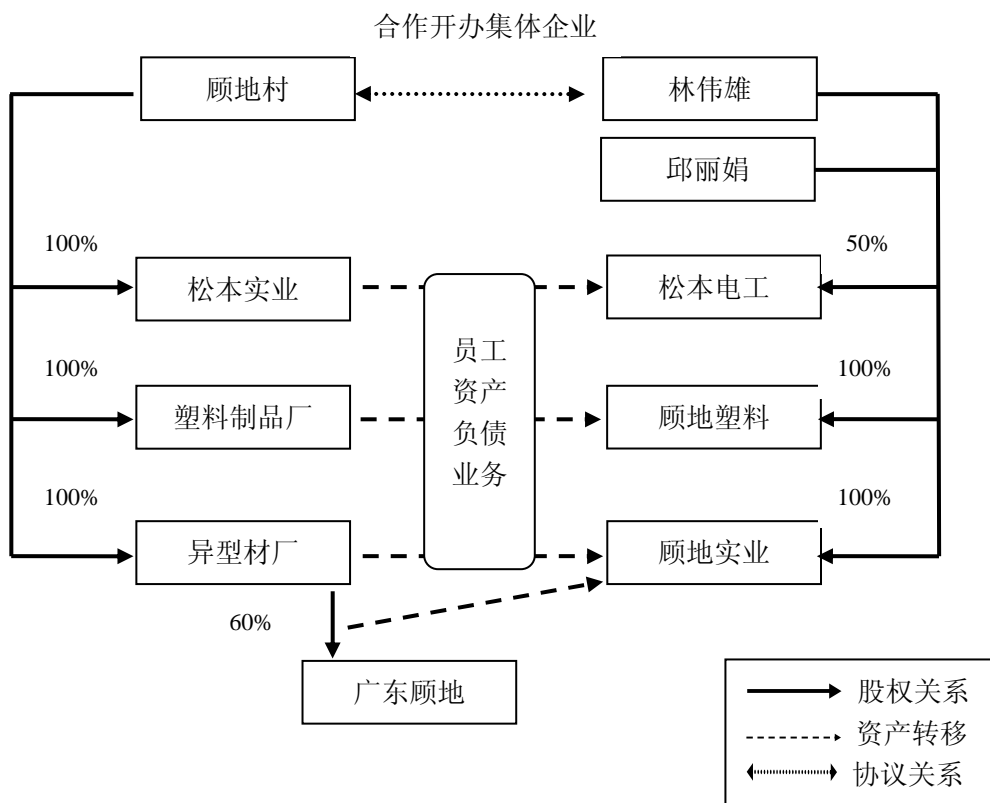 合作开办集体企业
顾地村
林伟雄
邱丽娟
100%
50%
松本实业
松本电工
员工
资产
负债
业务
100%
100%
塑料制品厂
顾地塑料
100%
100%
异型材厂
顾地实业
60%
广东顾地
股权关系
资产转移
协议关系